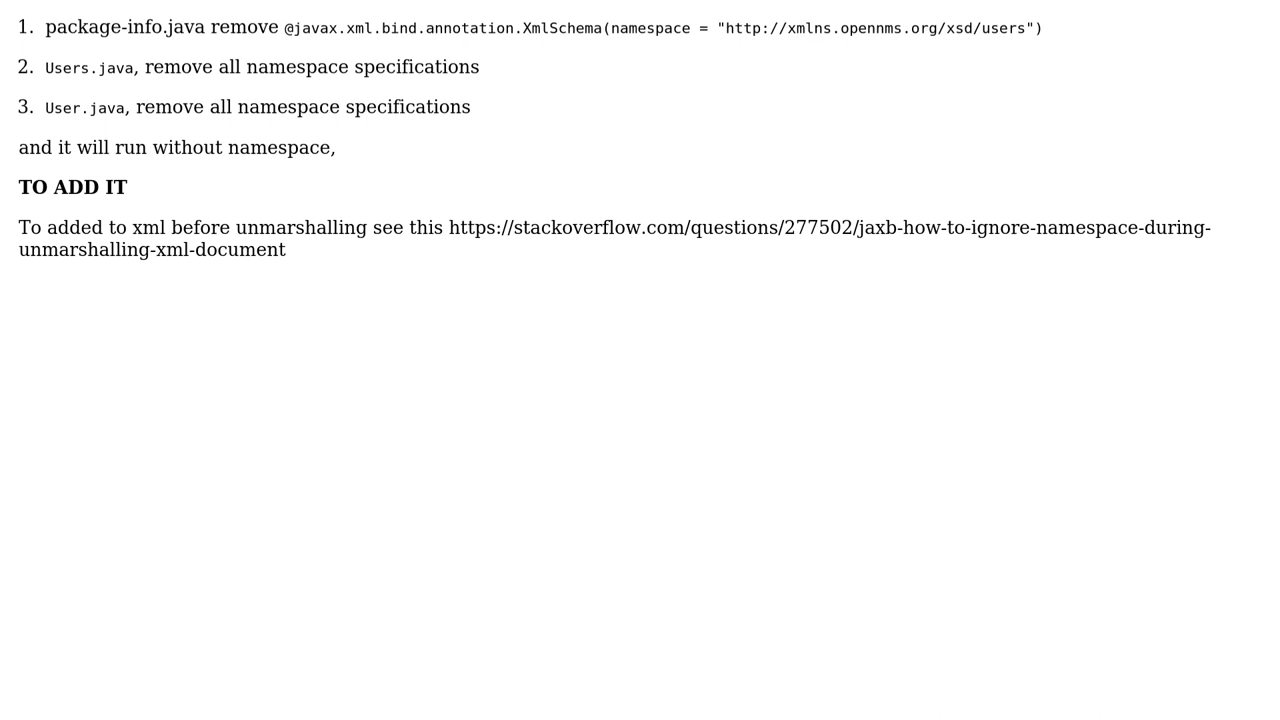 1. package-info.java remove @javax.xml.bind.annotation.XmlSchema(namespace = "http://xmlns.opennms.org/xsd/users")
2. Users.java, remove all namespace specifications
3. User.java, remove all namespace specifications
and it will run without namespace,
TO ADD IT
To added to xml before unmarshalling see this https://stackoverflow.com/questions/277502/jaxb-how-to-ignore-namespace-during-
unmarshalling-xml-document